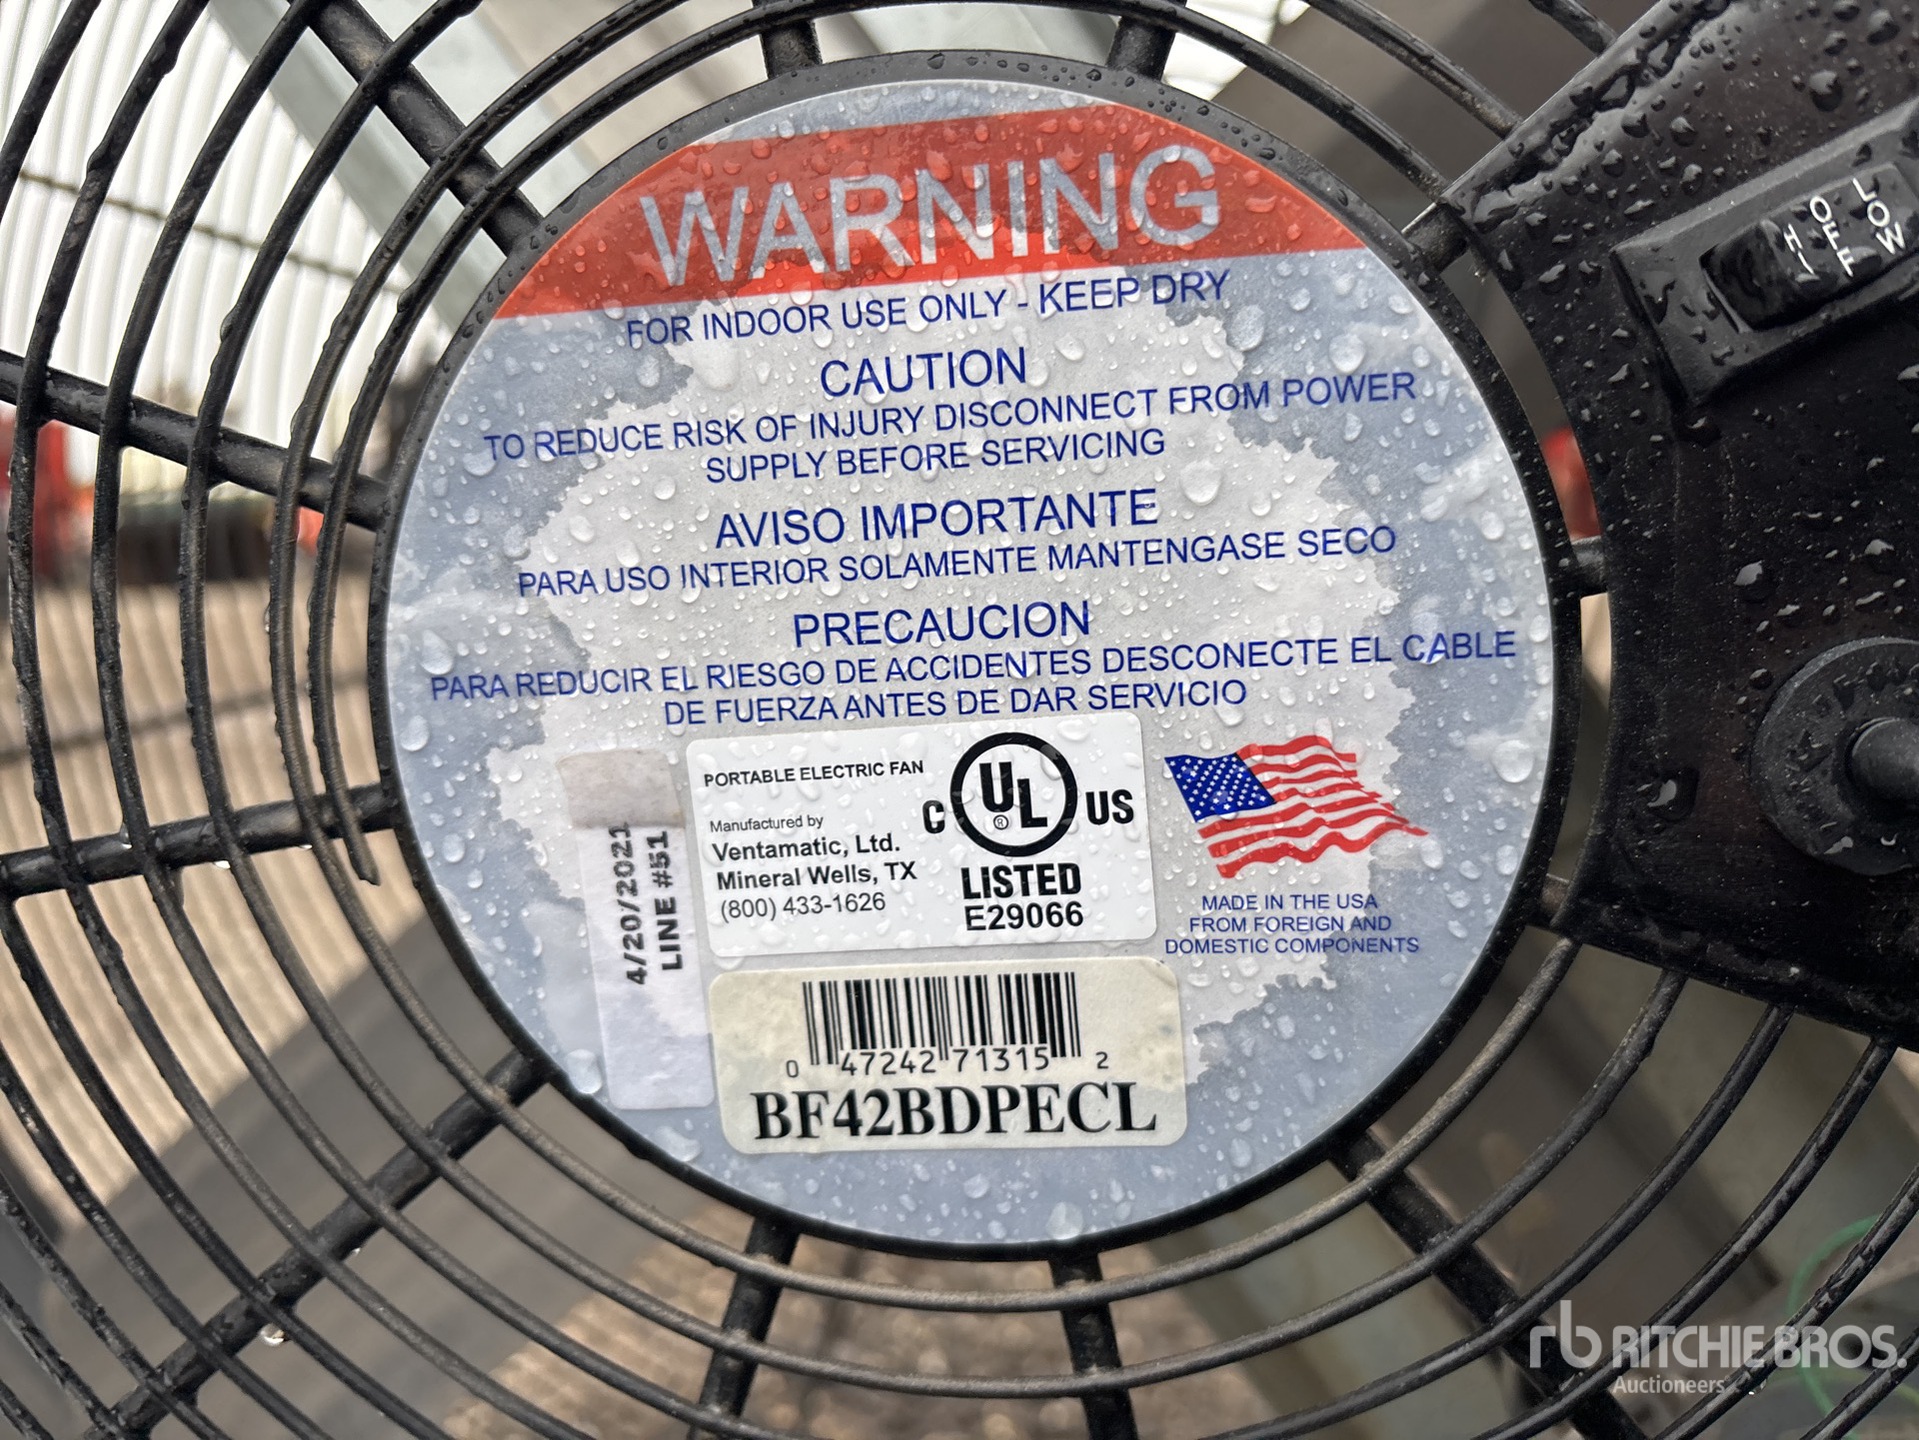 WARNING
FOR INDOOR USE ONLY - KEEP DRY
CAUTION
TO REDUCE RISK OF INJURY DISCONNECT FROM POWER
SUPPLY BEFORE SERVICING
AVISO IMPORTANTE
PARA USO INTERIOR SOLAMENTE MANTENGASE SECO
PRECAUCION
PARA REDUCIR EL RIESGO DE ACCIDENTES DESCONECTE EL CABLE
DE FUERZA ANTES DE DAR SERVICIO
4/20/2021
LINE #51
PORTABLE ELECTRIC FAN
Manufactured by
Ventamatic, Ltd.
Mineral Wells, TX
(800) 433-1626
C UL ® US
LISTED
E29066
MADE IN THE USA
FROM FOREIGN AND
DOMESTIC COMPONENTS
0 47242 71315 2
BF42BDPECL
LOW
OFF
HI
rb RITCHIE BROS.
Auctioneers